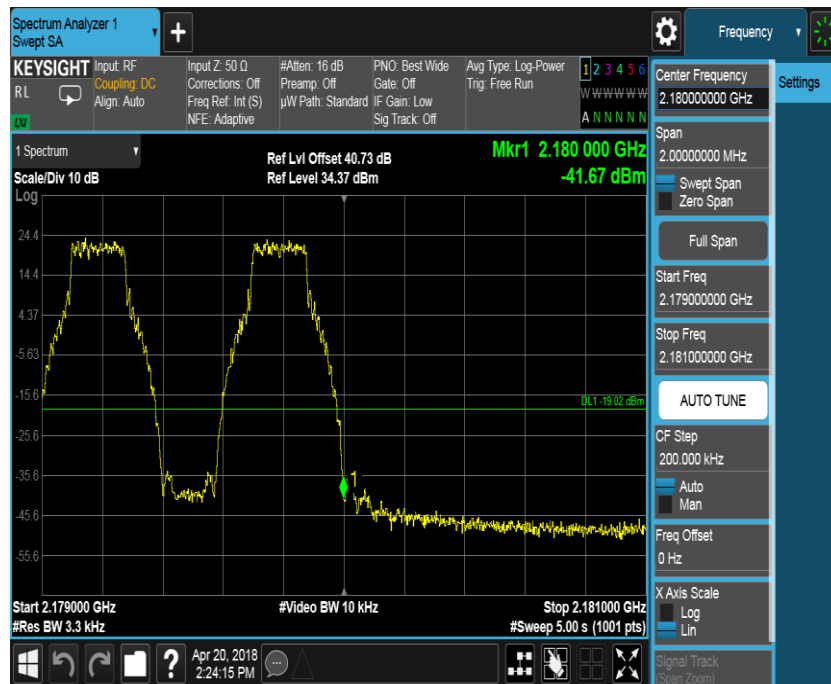 Spectrum Analyzer 1
Swept SA
Frequency
KEYSIGHT
RL
LXI
Input: RF
Coupling: DC
Align: Auto
Input Z: 50 Ω
Corrections: Off
Freq Ref: Int (S)
NFE: Adaptive
#Atten: 16 dB
Preamp: Off
µW Path: Standard
PNO: Best Wide
Gate: Off
IF Gain: Low
Sig Track: Off
Avg Type: Log-Power
Trig: Free Run
1 2 3 4 5 6
W W W W W W
A N N N N N
1 Spectrum
Scale/Div 10 dB
Ref Lvl Offset 40.73 dB
Ref Level 34.37 dBm
Mkr1 2.180 000 GHz
-41.67 dBm
Log
24.4
14.4
4.37
-5.63
-15.6
-25.6
-35.6
-45.6
-55.6
DL1 -19.02 dBm
1
Start 2.179000 GHz
#Res BW 3.3 kHz
#Video BW 10 kHz
Stop 2.181000 GHz
#Sweep 5.00 s (1001 pts)
Apr 20, 2018
2:24:15 PM
Center Frequency
2.180000000 GHz
Span
2.00000000 MHz
Swept Span
Zero Span
Full Span
Start Freq
2.179000000 GHz
Stop Freq
2.181000000 GHz
AUTO TUNE
CF Step
200.000 kHz
Auto
Man
Freq Offset
0 Hz
X Axis Scale
Log
Lin
Signal Track
(Span Zoom)
Settings